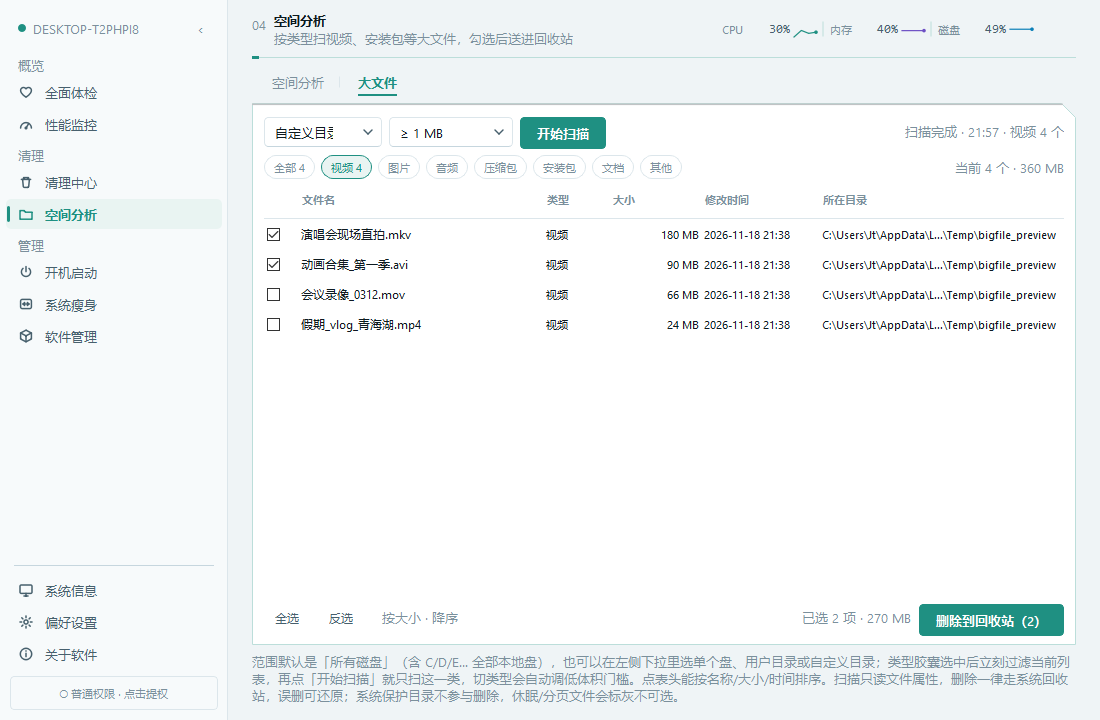 DESKTOP-T2PHPI8
概览
全面体检
性能监控
清理
清理中心
空间分析
管理
开机启动
系统瘦身
软件管理
系统信息
偏好设置
关于软件
普通权限 · 点击提权
04 空间分析
按类型扫视频、安装包等大文件，勾选后送进回收站
CPU 30% 内存 40% 磁盘 49%
空间分析 大文件
自定义目录 ≥ 1 MB 开始扫描 扫描完成 · 21:57 · 视频 4 个
全部 4 视频 4 图片 音频 压缩包 安装包 文档 其他 当前 4 个 · 360 MB
文件名 类型 大小 修改时间 所在目录
演唱会现场直拍.mkv 视频 180 MB 2026-11-18 21:38 C:\Users\Jt\AppData\L...\Temp\bigfile_preview
动画合集_第一季.avi 视频 90 MB 2026-11-18 21:38 C:\Users\Jt\AppData\L...\Temp\bigfile_preview
会议录像_0312.mov 视频 66 MB 2026-11-18 21:38 C:\Users\Jt\AppData\L...\Temp\bigfile_preview
假期_vlog_青海湖.mp4 视频 24 MB 2026-11-18 21:38 C:\Users\Jt\AppData\L...\Temp\bigfile_preview
全选 反选 按大小 · 降序 已选 2 项 · 270 MB 删除到回收站（2）
范围默认是「所有磁盘」（含 C/D/E… 全部本地盘），也可以在左侧下拉里选单个盘、用户目录或自定义目录；类型胶囊选中后立刻过滤当前列
表，再点「开始扫描」就只扫这一类，切类型会自动调低体积门槛。点表头能按名称/大小/时间排序。扫描只读文件属性，删除一律走系统回收
站，误删可还原；系统保护目录不参与删除，休眠/分页文件会标灰不可选。